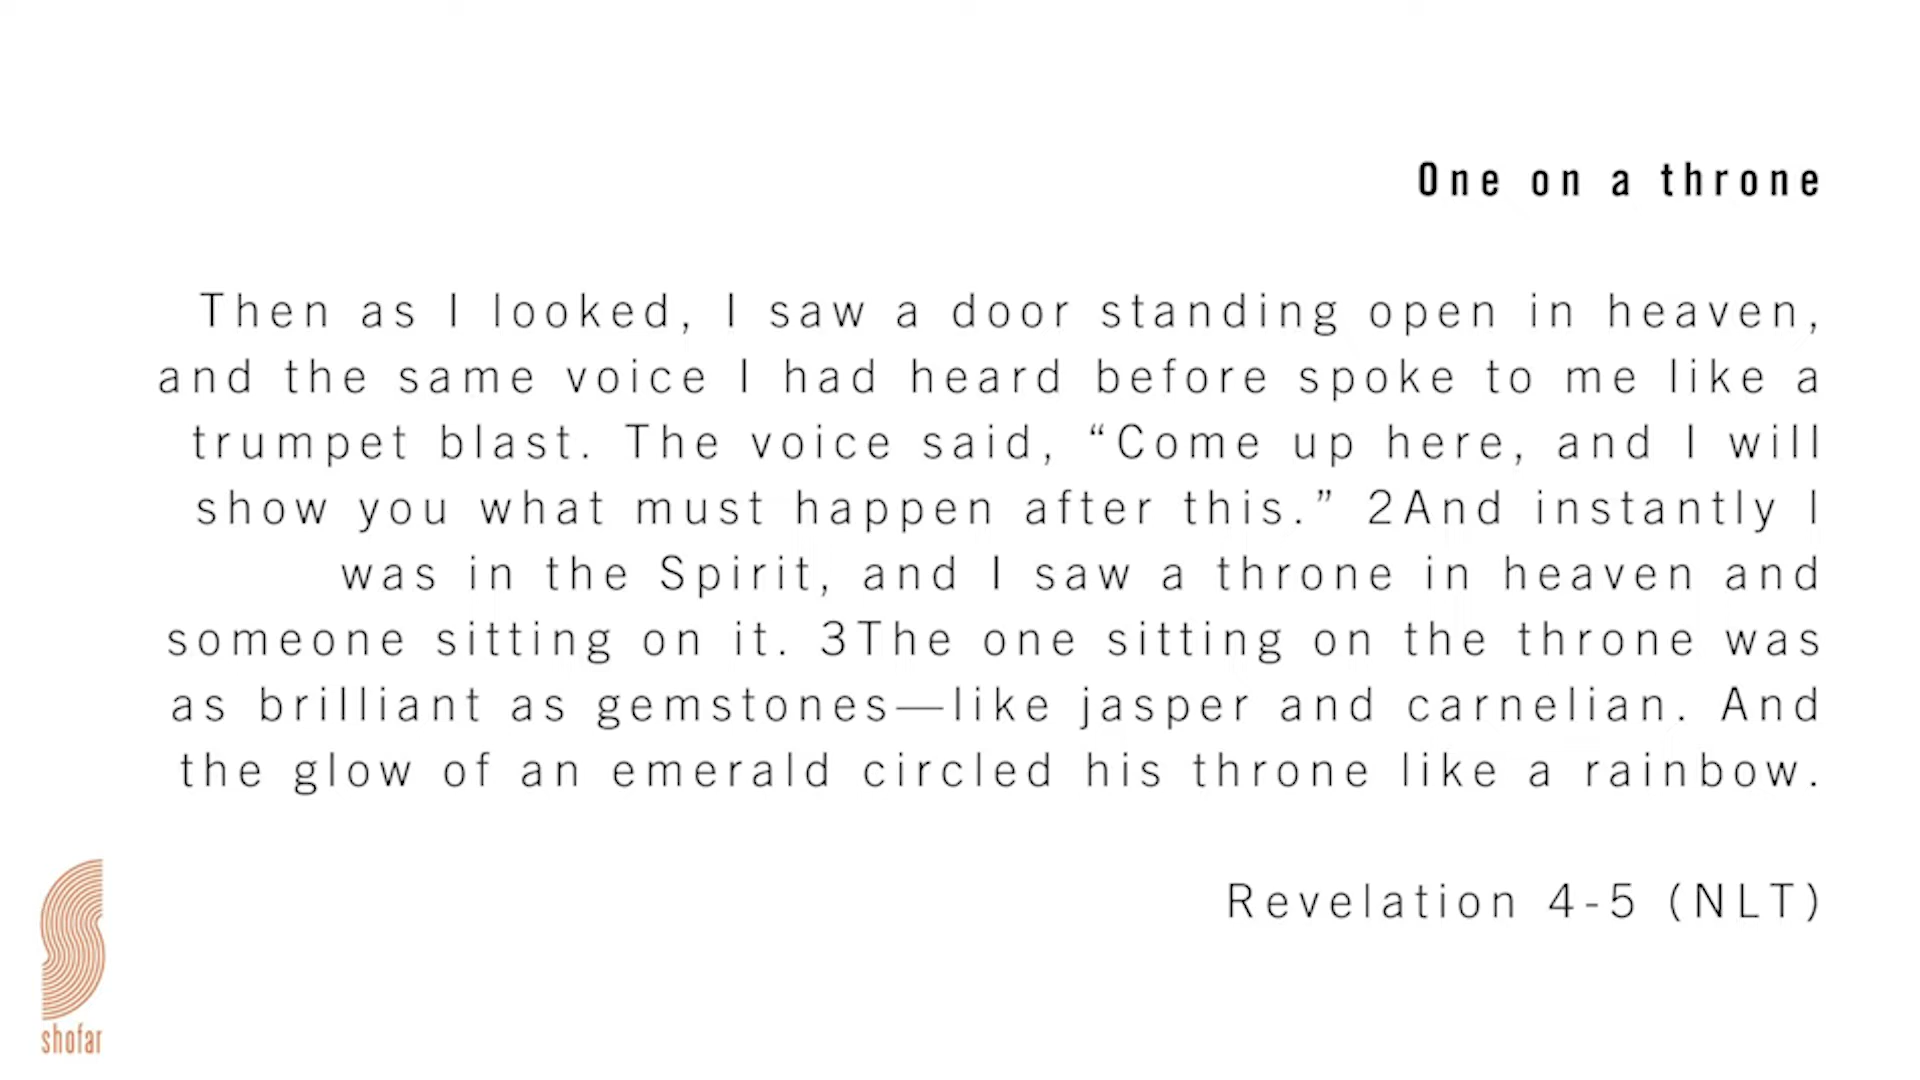 One on a throne
Then as I looked, I saw a door standing open in heaven,
and the same voice I had heard before spoke to me like a
trumpet blast. The voice said, “Come up here, and I will
show you what must happen after this.” 2And instantly I
was in the Spirit, and I saw a throne in heaven and
someone sitting on it. 3The one sitting on the throne was
as brilliant as gemstones—like jasper and carnelian. And
the glow of an emerald circled his throne like a rainbow.
Revelation 4-5 (NLT)
shofar